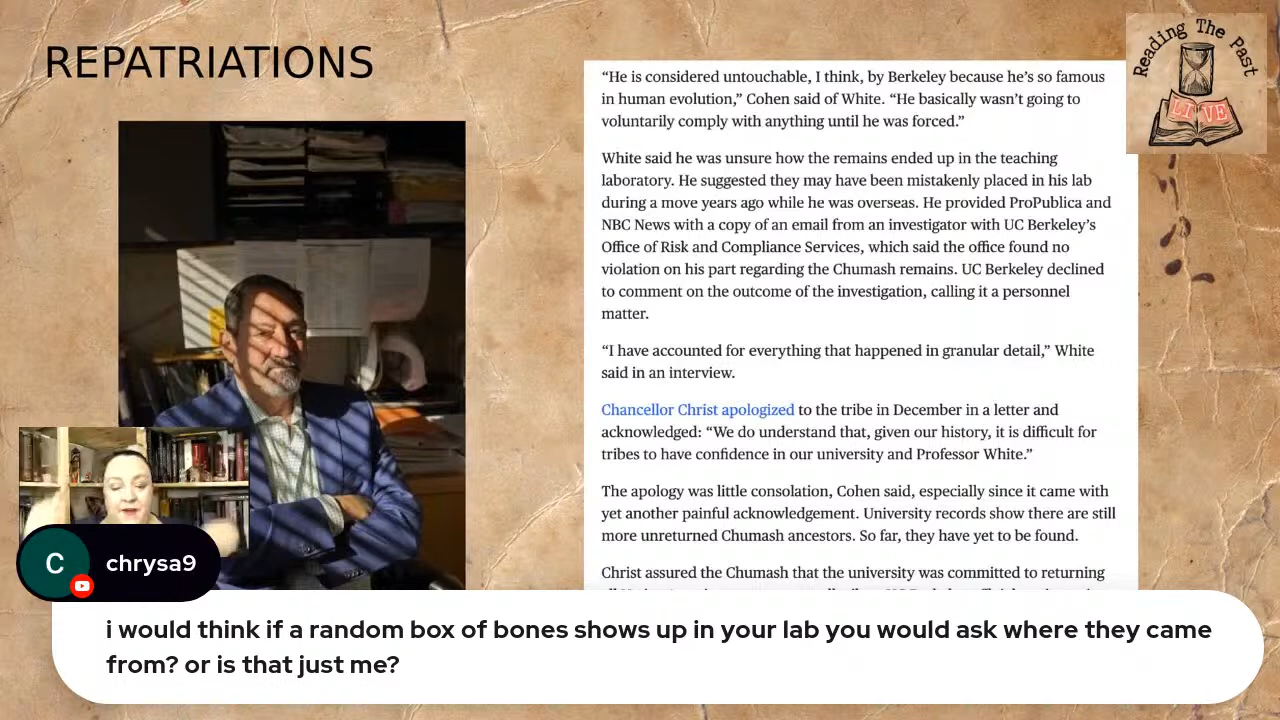 REPATRIATIONS
Reading The Past
LIVE
“He is considered untouchable, I think, by Berkeley because he’s so famous
in human evolution,” Cohen said of White. “He basically wasn’t going to
voluntarily comply with anything until he was forced.”
White said he was unsure how the remains ended up in the teaching
laboratory. He suggested they may have been mistakenly placed in his lab
during a move years ago while he was overseas. He provided ProPublica and
NBC News with a copy of an email from an investigator with UC Berkeley’s
Office of Risk and Compliance Services, which said the office found no
violation on his part regarding the Chumash remains. UC Berkeley declined
to comment on the outcome of the investigation, calling it a personnel
matter.
“I have accounted for everything that happened in granular detail,” White
said in an interview.
Chancellor Christ apologized to the tribe in December in a letter and
acknowledged: “We do understand that, given our history, it is difficult for
tribes to have confidence in our university and Professor White.”
The apology was little consolation, Cohen said, especially since it came with
yet another painful acknowledgement. University records show there are still
more unreturned Chumash ancestors. So far, they have yet to be found.
Christ assured the Chumash that the university was committed to returning
C
chrysa9
i would think if a random box of bones shows up in your lab you would ask where they came
from? or is that just me?